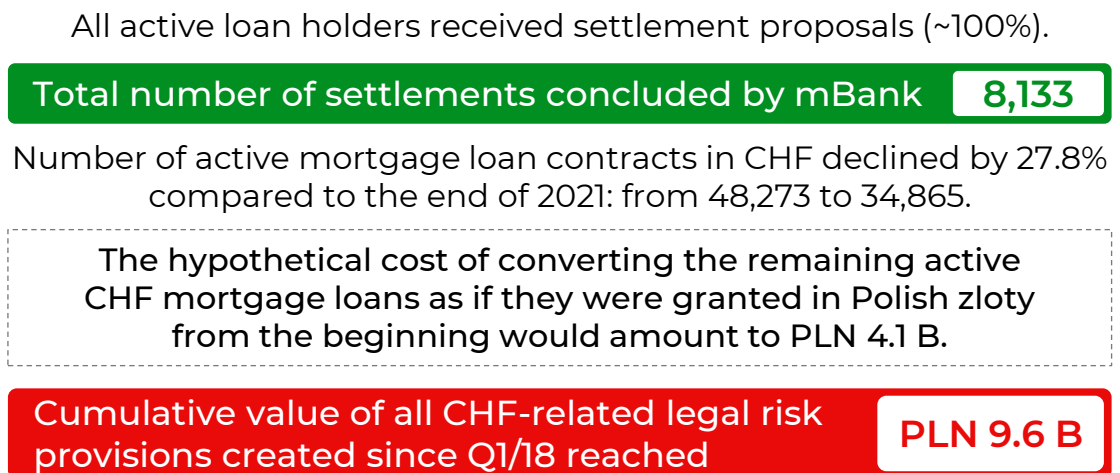 All active loan holders received settlement proposals (~100%).
Total number of settlements concluded by mBank 8,133
Number of active mortgage loan contracts in CHF declined by 27.8%
compared to the end of 2021: from 48,273 to 34,865.
The hypothetical cost of converting the remaining active
CHF mortgage loans as if they were granted in Polish zloty
from the beginning would amount to PLN 4.1 B.
Cumulative value of all CHF-related legal risk
provisions created since Q1/18 reached
PLN 9.6 B